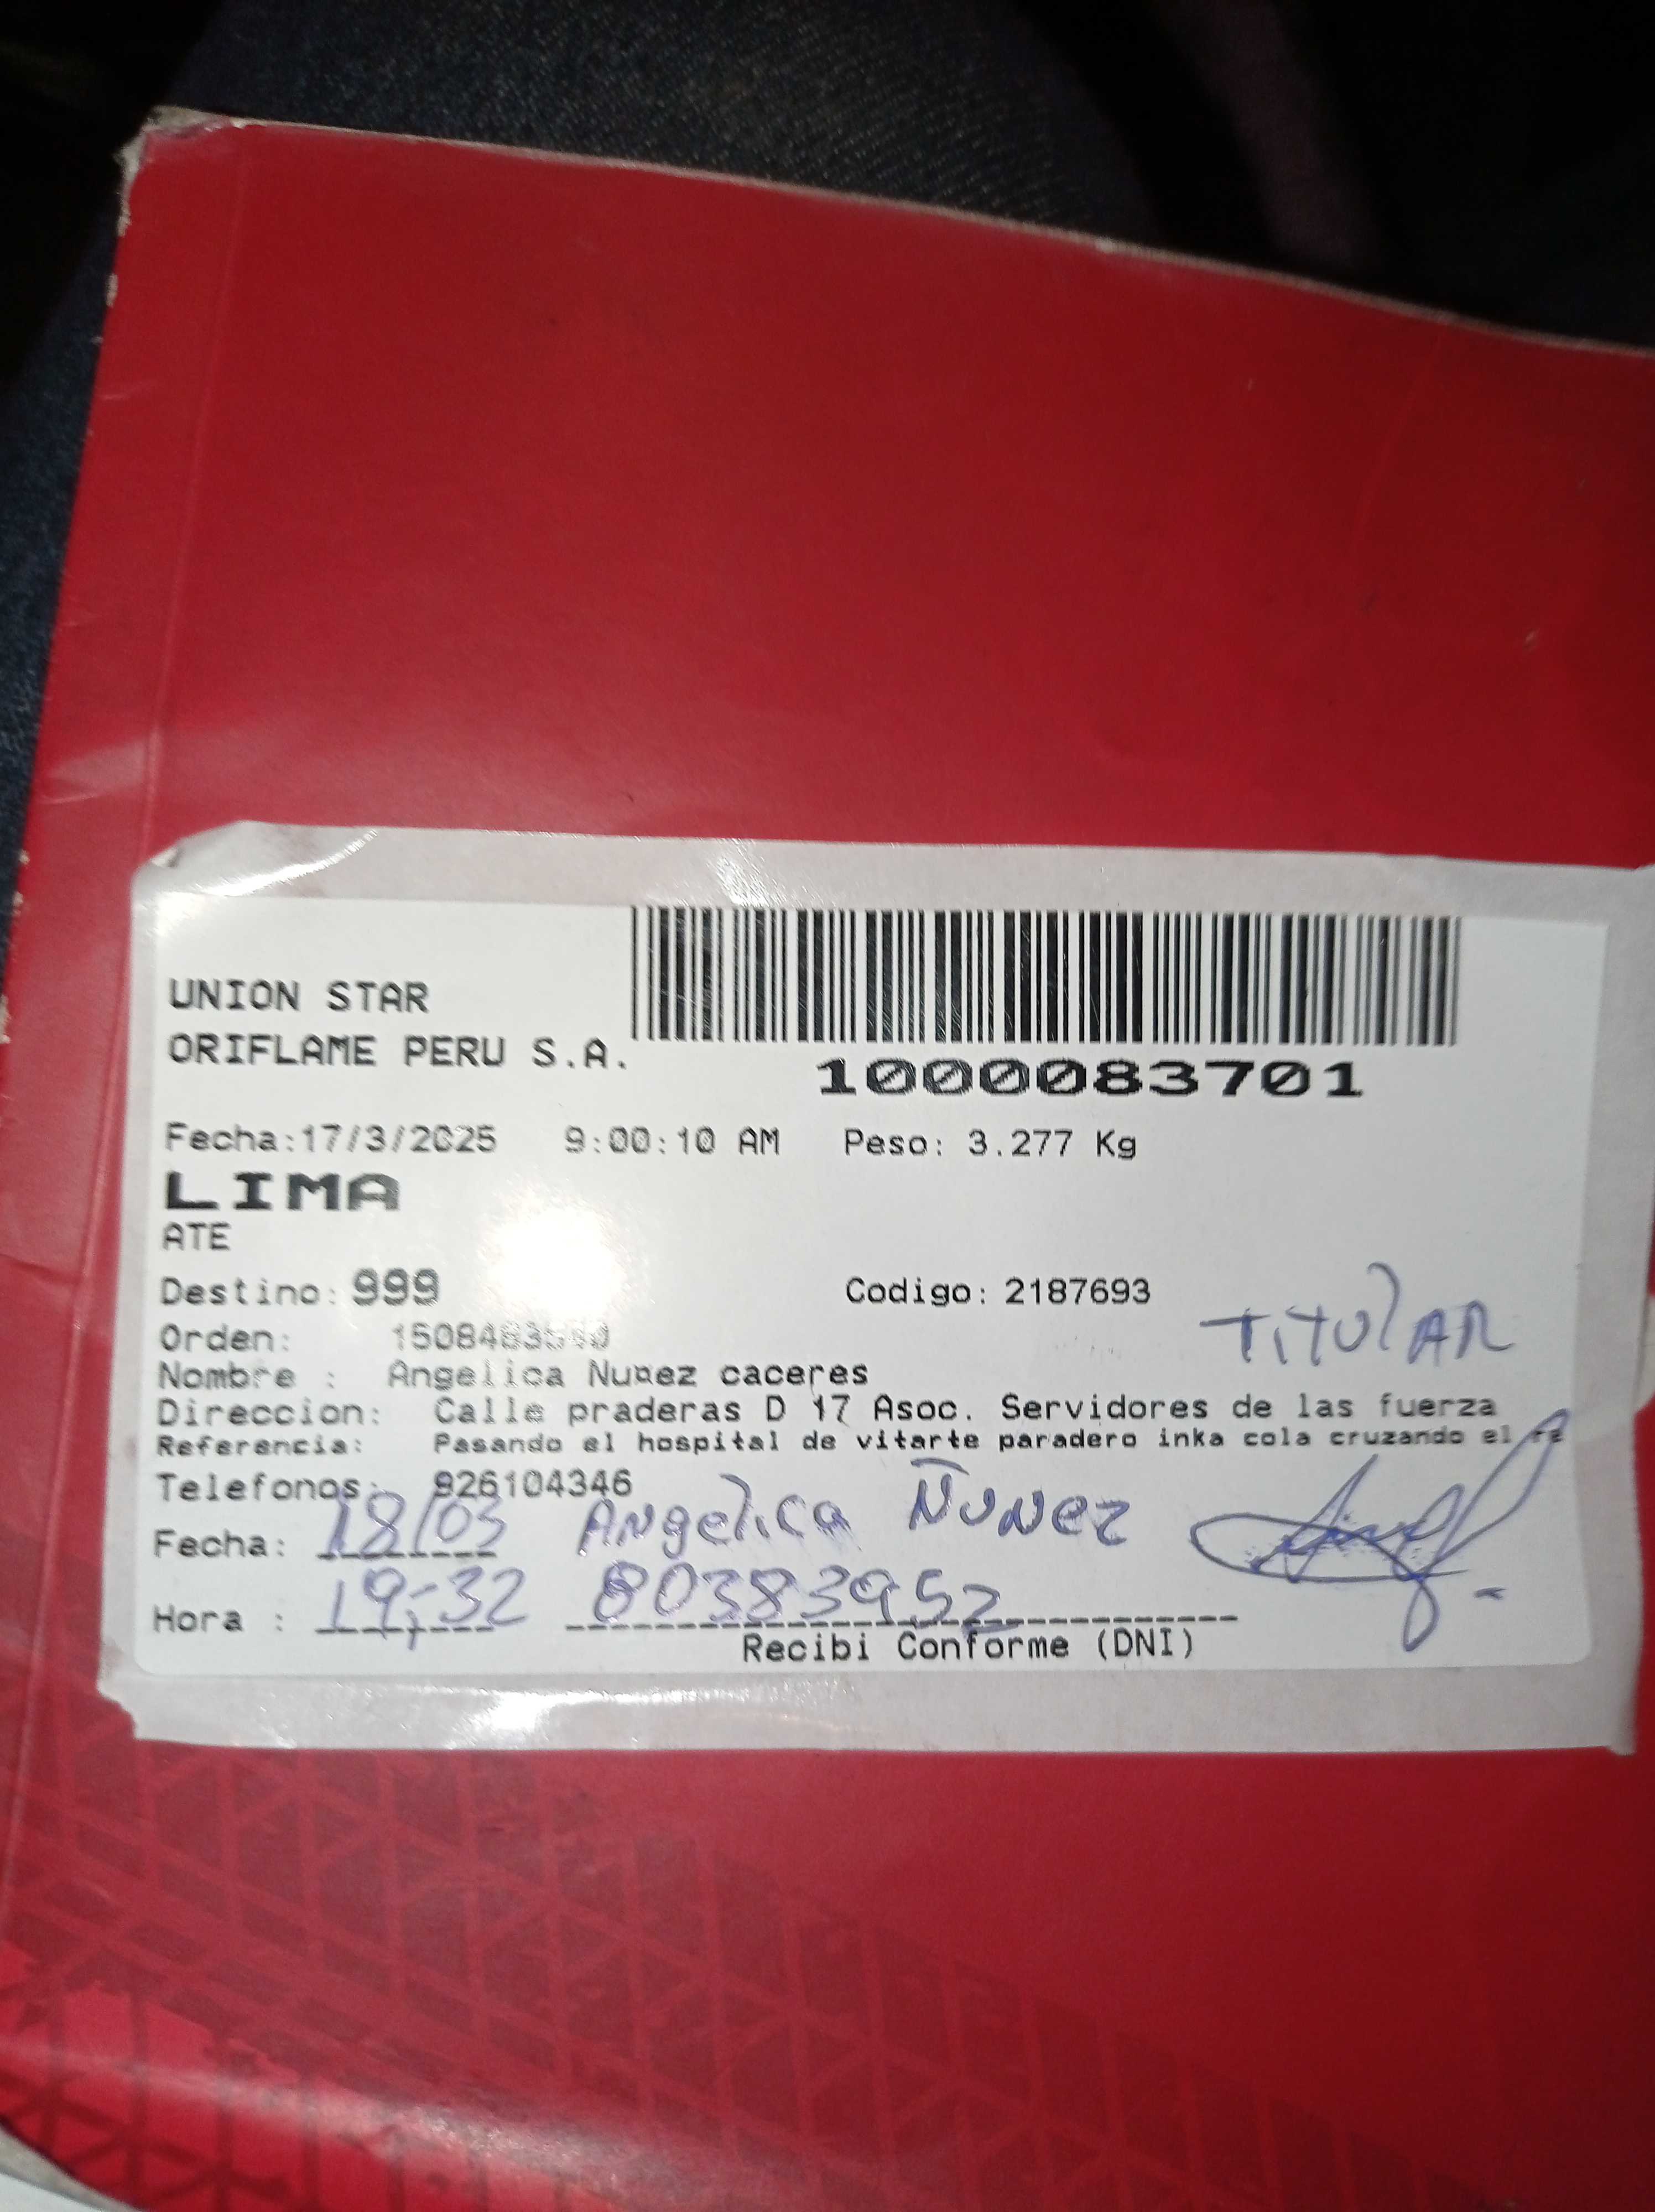 UNION STAR
ORIFLAME PERU S.A.
1000083701
Fecha:17/3/2025 9:00:10 AM Peso: 3.277 Kg
LIMA
ATE
Destino: 999 Codigo: 2187693
TITULAR
Orden:
Nombre : Angelica Nuñez caceres
Direccion: Calle praderas D 17 Asoc. Servidores de las fuerza
Referencia: Pasando el hospital de vitarte paradero inka cola cruzando el
Telefonos: 926104346
Fecha: 18/03 Angelica Ñuñez
Hora : 19:32 80383952
Recibi Conforme (DNI)